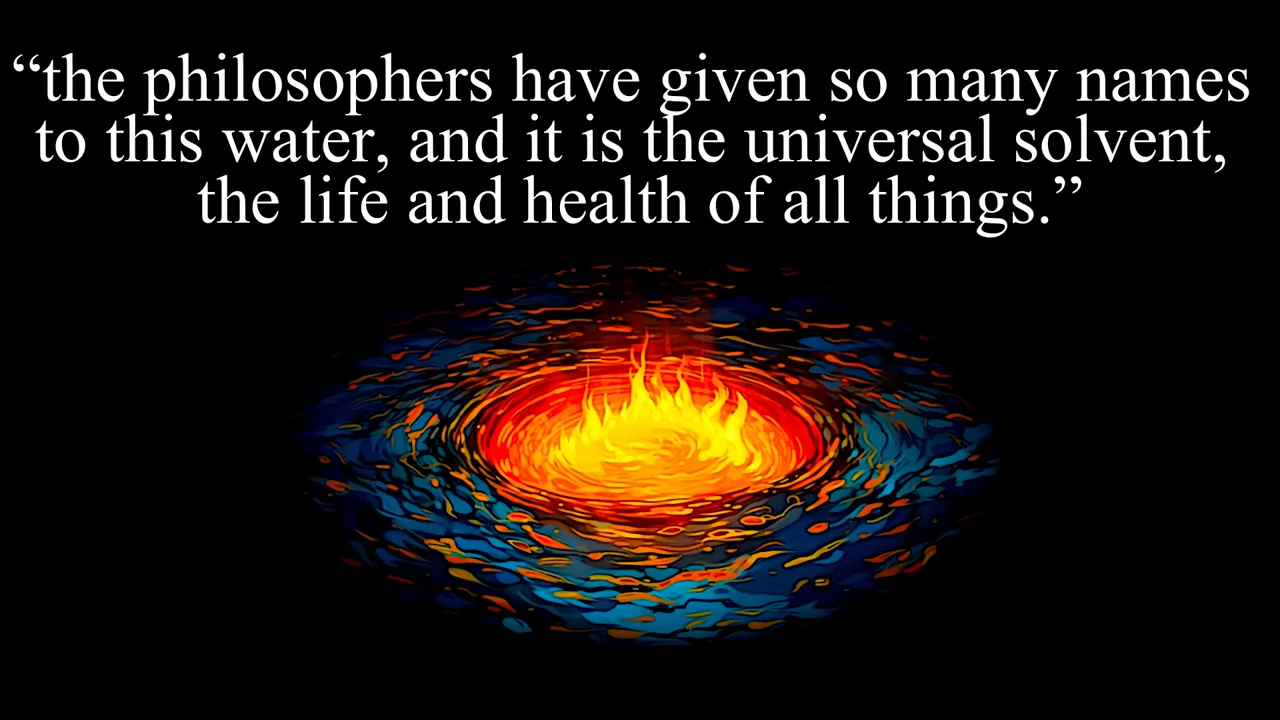 “the philosophers have given so many names
to this water, and it is the universal solvent,
the life and health of all things.”